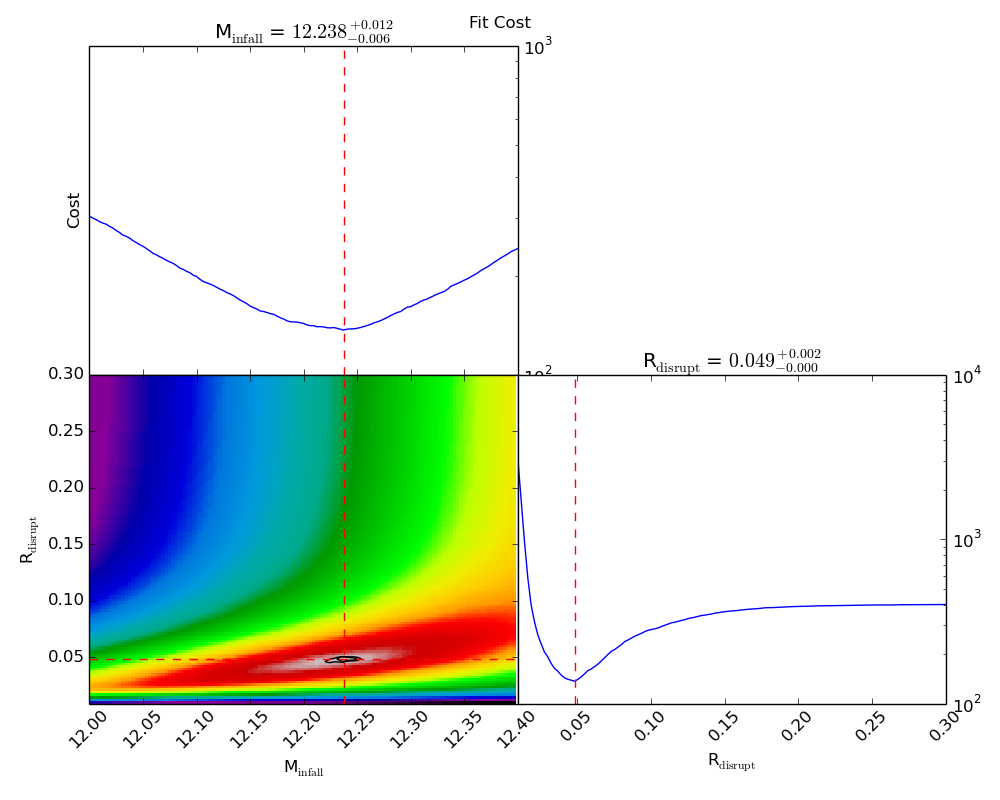 Fit Cost
M_infall = 12.238 +0.012 -0.006
10^3
Cost
10^2
R_disrupt = 0.049 +0.002 -0.000
0.30
0.25
0.20
0.15
0.10
0.05
R_disrupt
10^4
10^3
10^2
12.00 12.05 12.10 12.15 12.20 12.25 12.30 12.35 12.40
0.05 0.10 0.15 0.20 0.25 0.30
M_infall
R_disrupt